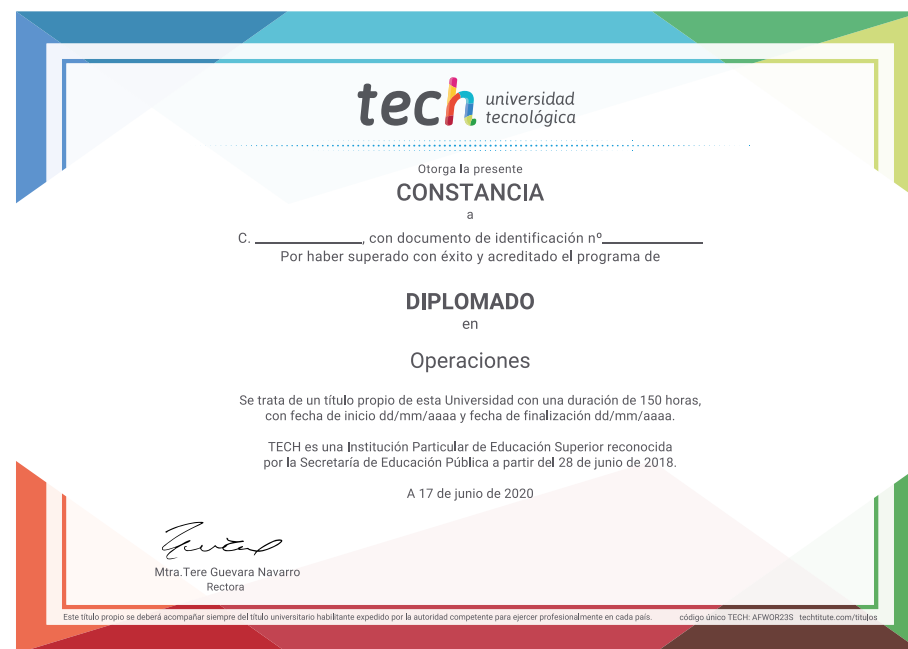 tech universidad
tecnológica
Otorga la presente
CONSTANCIA
a
C. ____________, con documento de identificación nº____________
Por haber superado con éxito y acreditado el programa de
DIPLOMADO
en
Operaciones
Se trata de un título propio de esta Universidad con una duración de 150 horas,
con fecha de inicio dd/mm/aaaa y fecha de finalización dd/mm/aaaa.
TECH es una Institución Particular de Educación Superior reconocida
por la Secretaría de Educación Pública a partir del 28 de junio de 2018.
A 17 de junio de 2020
Mtra.Tere Guevara Navarro
Rectora
Este título propio se deberá acompañar siempre del título universitario habilitante expedido por la autoridad competente para ejercer profesionalmente en cada país. código único TECH: AFWOR23S techtitute.com/titulos